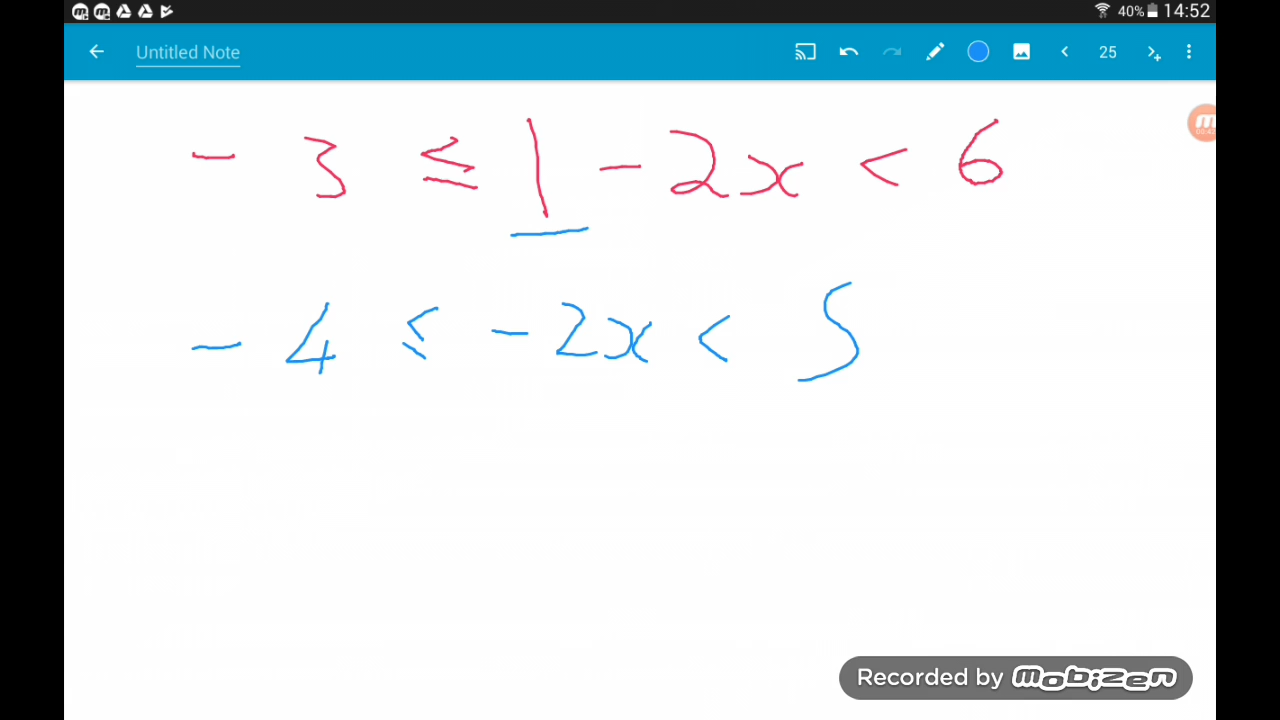 40% 14:52
Untitled Note 25
- 3 ≤ 1 - 2x < 6
- 4 ≤ - 2x < 5
Recorded by mobizen